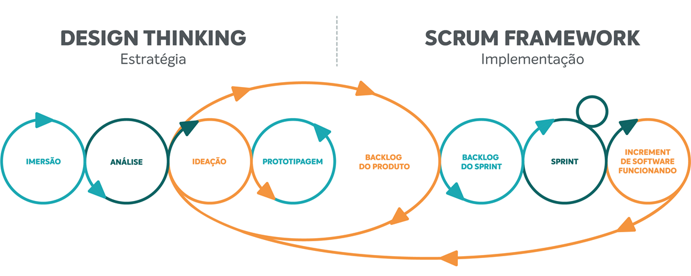 DESIGN THINKING
Estratégia
SCRUM FRAMEWORK
Implementação
IMERSÃO
ANÁLISE
IDEAÇÃO
PROTOTIPAGEM
BACKLOG
DO PRODUTO
BACKLOG
DO SPRINT
SPRINT
INCREMENT
DE SOFTWARE
FUNCIONANDO